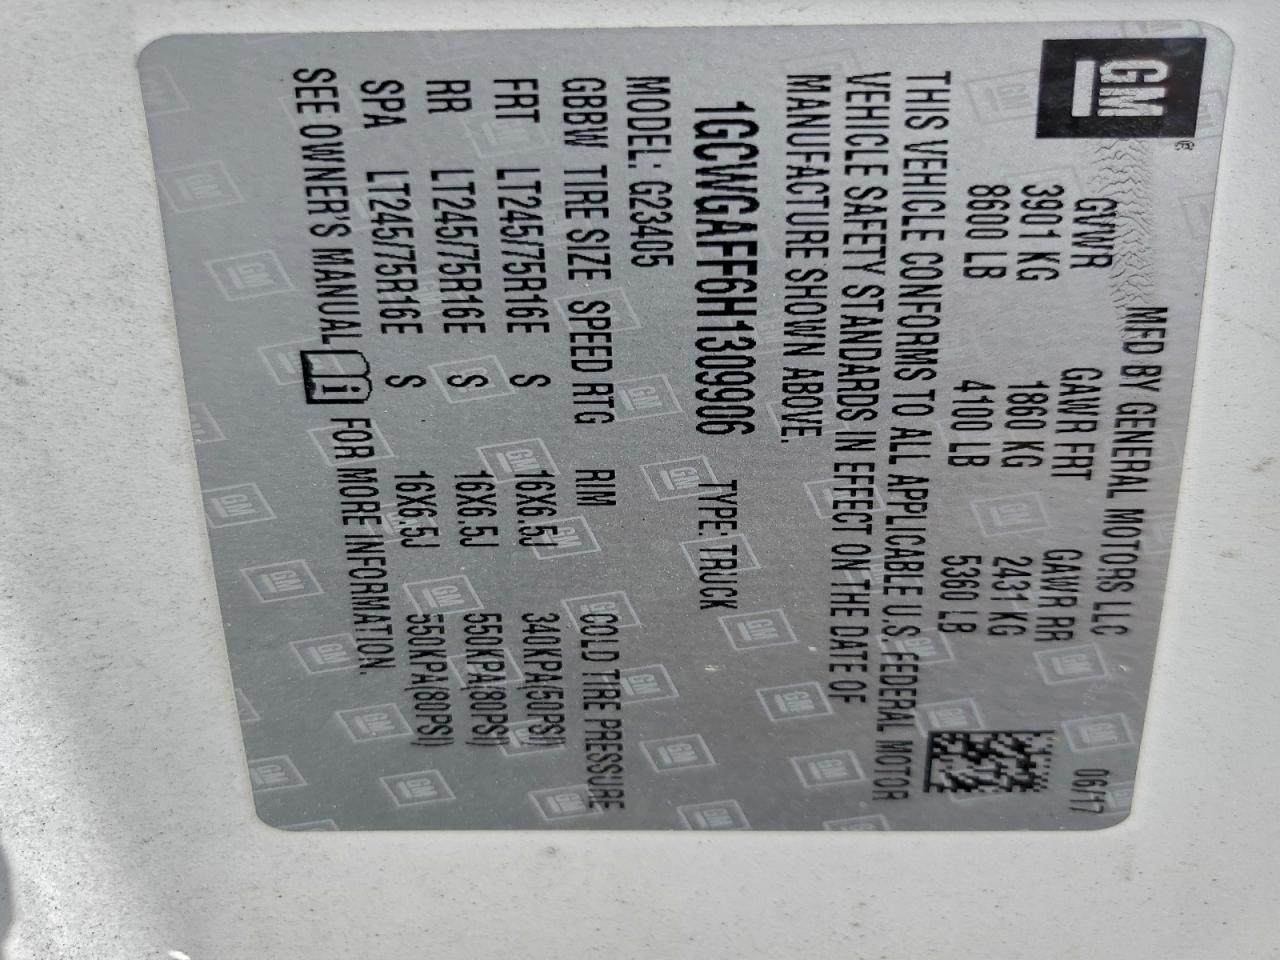 GM
MFD BY GENERAL MOTORS LLC 06/17
GVWR GAWR FRT GAWR RR
3901 KG 1860 KG 2431 KG
8600 LB 4100 LB 5360 LB
THIS VEHICLE CONFORMS TO ALL APPLICABLE U.S. FEDERAL MOTOR
VEHICLE SAFETY STANDARDS IN EFFECT ON THE DATE OF
MANUFACTURE SHOWN ABOVE.
1GCWGAFF6H1309906 TYPE: TRUCK
MODEL: G23405
GBBW TIRE SIZE SPEED RTG RIM COLD TIRE PRESSURE
FRT LT245/75R16E S 16X6.5J 340KPA(50PSI)
RR LT245/75R16E S 16X6.5J 550KPA(80PSI)
SPA LT245/75R16E S 16X6.5J 550KPA(80PSI)
SEE OWNER'S MANUAL i FOR MORE INFORMATION.